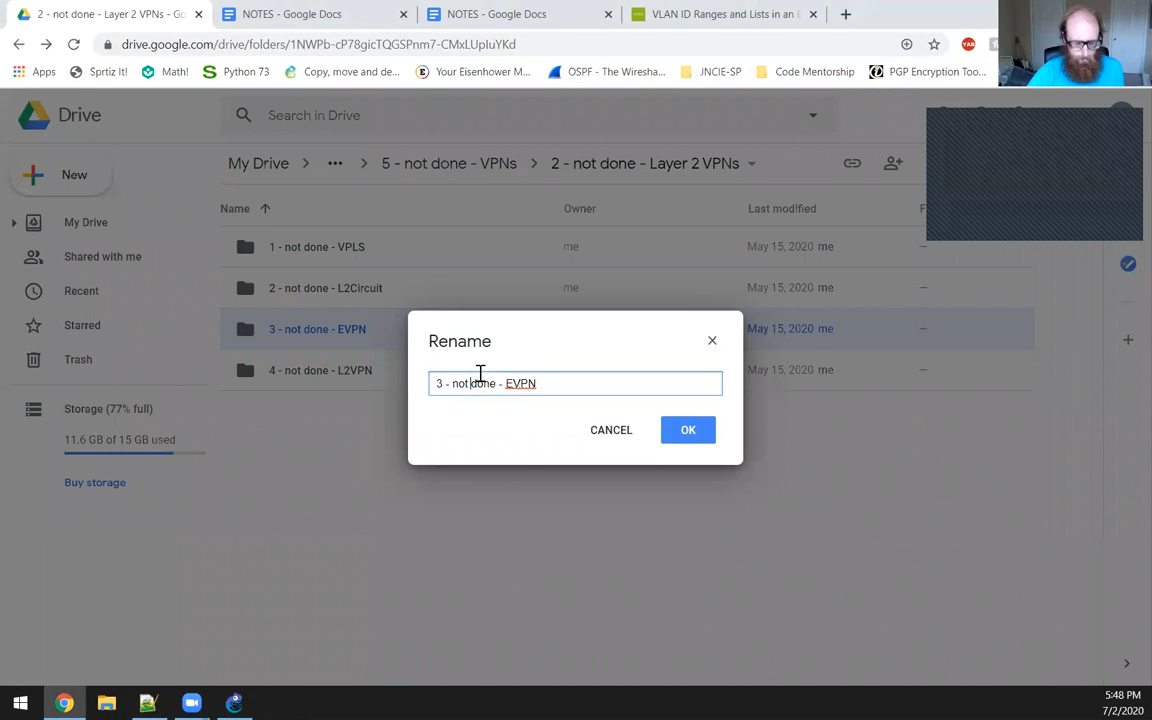 2 - not done - Layer 2 VPNs - Go
NOTES - Google Docs
NOTES - Google Docs
VLAN ID Ranges and Lists in an E
drive.google.com/drive/folders/1NWPb-cP78gicTQGSPnm7-CMxLUpIuYKd
YAB
Apps
Sprtiz It!
Math!
Python 73
Copy, move and de...
Your Eisenhower M...
OSPF - The Wiresha...
JNCIE-SP
Code Mentorship
PGP Encryption Too...
Drive
Search in Drive
New
My Drive
Shared with me
Recent
Starred
Trash
Storage (77% full)
11.6 GB of 15 GB used
Buy storage
My Drive > ... > 5 - not done - VPNs > 2 - not done - Layer 2 VPNs
Name
Owner
Last modified
F
1 - not done - VPLS
me
May 15, 2020 me
—
2 - not done - L2Circuit
me
May 15, 2020 me
—
3 - not done - EVPN
May 15, 2020 me
—
4 - not done - L2VPN
May 15, 2020 me
—
Rename
3 - not done - EVPN
CANCEL
OK
5:48 PM
7/2/2020